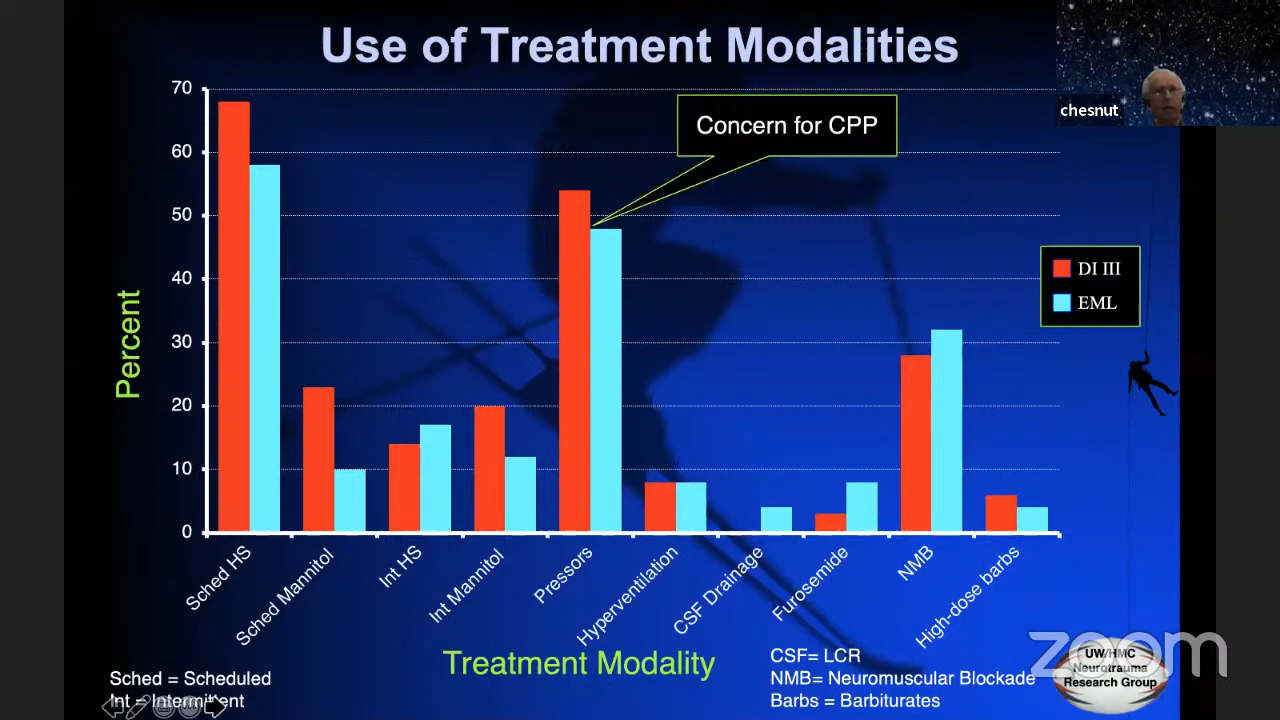 Use of Treatment Modalities
chesnut
Concern for CPP
70
60
50
40
30
20
10
0
Percent
DI III
EML
Sched HS
Sched Mannitol
Int HS
Int Mannitol
Pressors
Hyperventilation
CSF Drainage
Furosemide
NMB
High-dose barbs
Treatment Modality
Sched = Scheduled
Int = Intermittent
CSF= LCR
NMB= Neuromuscular Blockade
Barbs = Barbiturates
zoom
UW/HMC
Neurotrauma
Research Group